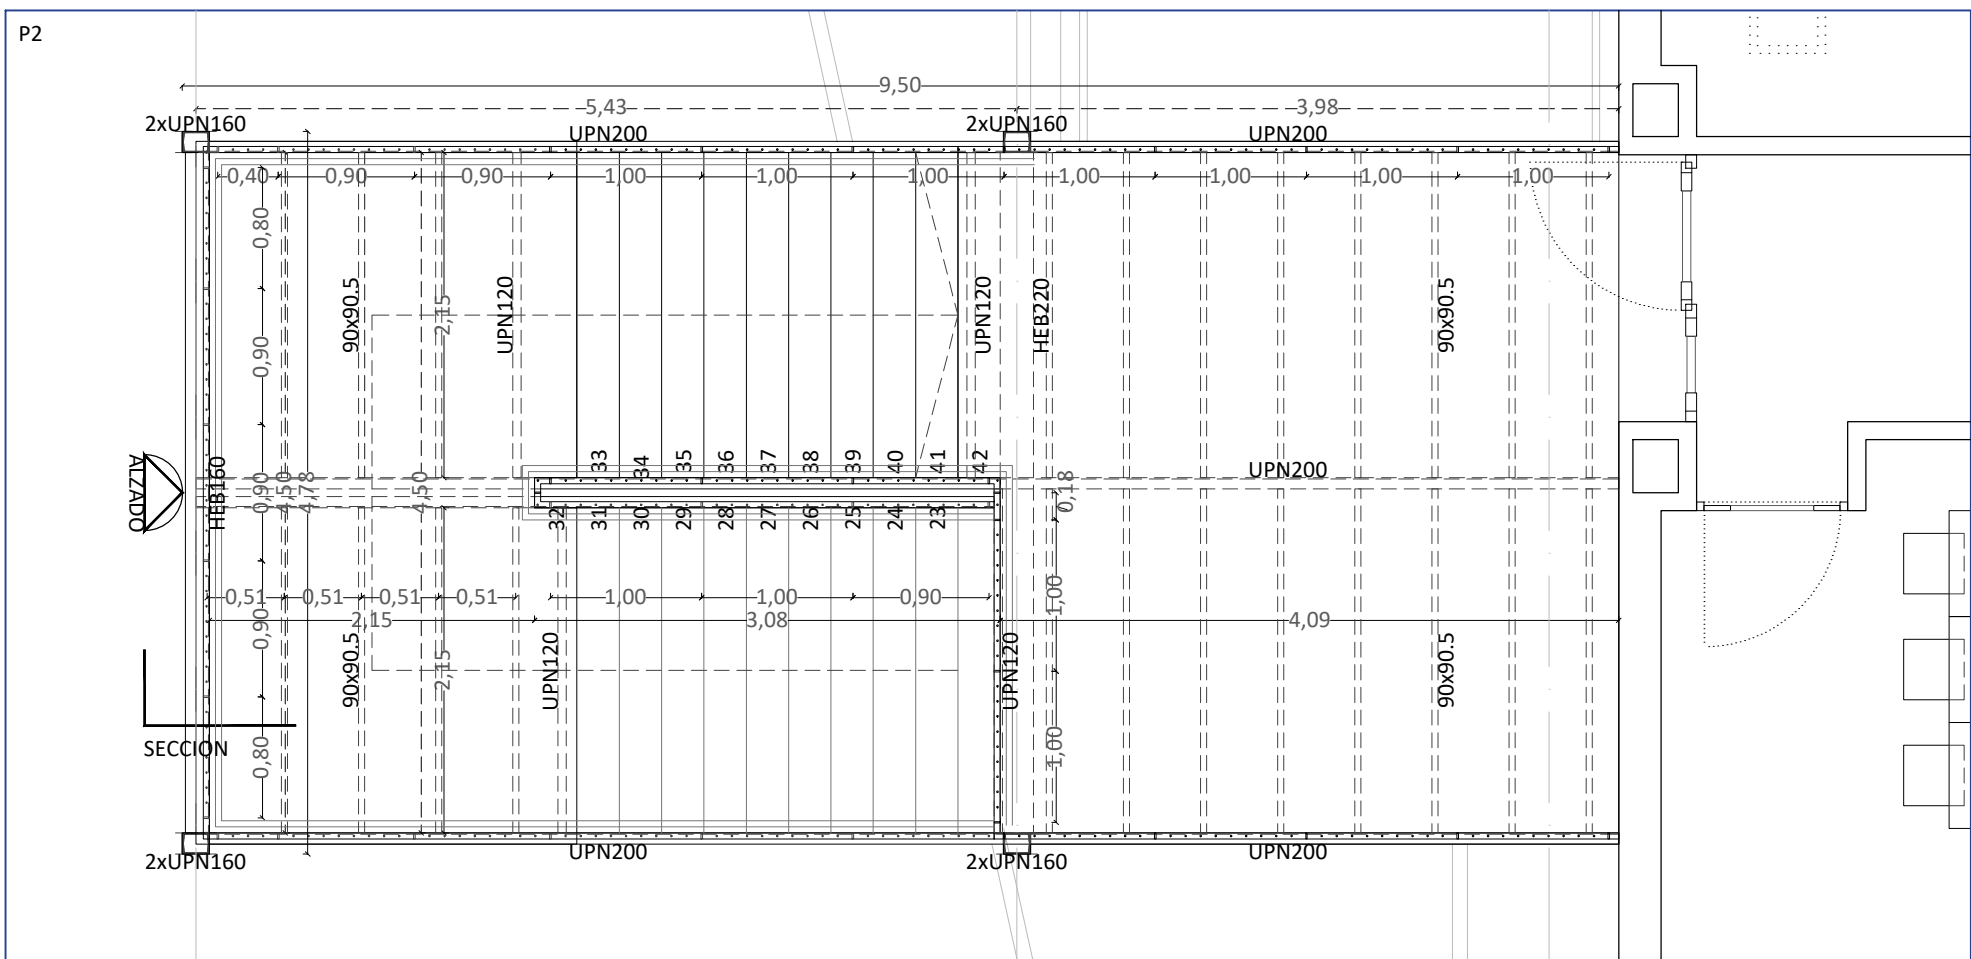 P2
9,50
5,43
3,98
2xUPN160
UPN200
2xUPN160
UPN200
0,40
0,90
0,90
1,00
1,00
1,00
1,00
1,00
1,00
1,00
0,80
0,90
0,90
0,90
0,90
0,80
4,50
4,78
4,50
2,15
2,15
90x90.5
UPN120
UPN120
HEB220
90x90.5
ALZADO
HEB160
33
34
35
36
37
38
39
40
41
42
UPN200
0,18
32
31
30
29
28
27
26
25
24
23
0,51
0,51
0,51
0,51
1,00
1,00
0,90
1,00
2,15
3,08
4,09
90x90.5
UPN120
UPN120
90x90.5
1,00
SECCION
2xUPN160
UPN200
2xUPN160
UPN200